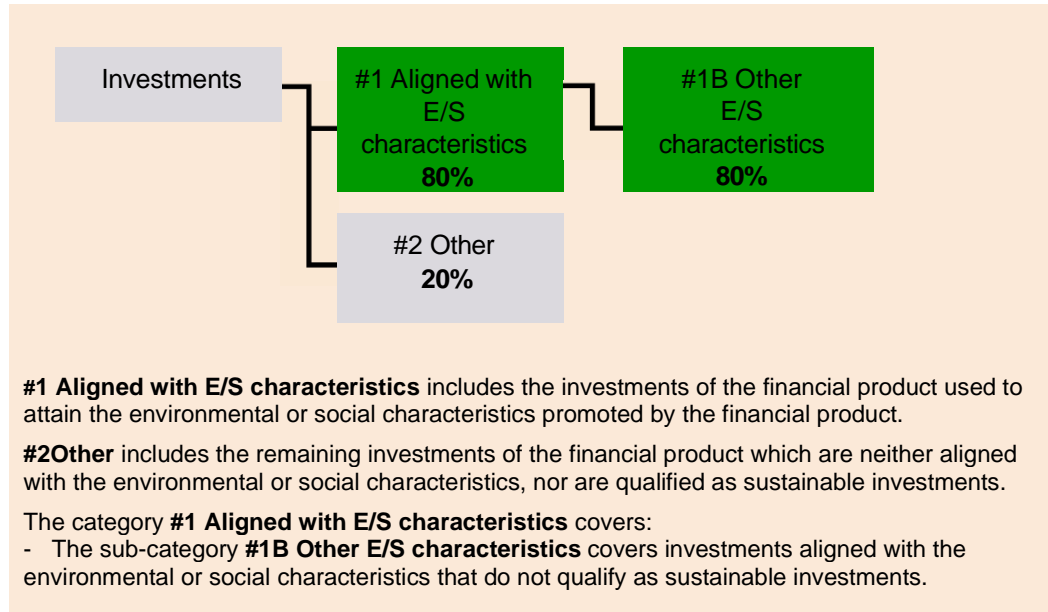 Investments
#1 Aligned with
E/S
characteristics
80%
#1B Other
E/S
characteristics
80%
#2 Other
20%
#1 Aligned with E/S characteristics includes the investments of the financial product used to
attain the environmental or social characteristics promoted by the financial product.
#2Other includes the remaining investments of the financial product which are neither aligned
with the environmental or social characteristics, nor are qualified as sustainable investments.
The category #1 Aligned with E/S characteristics covers:
- The sub-category #1B Other E/S characteristics covers investments aligned with the
environmental or social characteristics that do not qualify as sustainable investments.